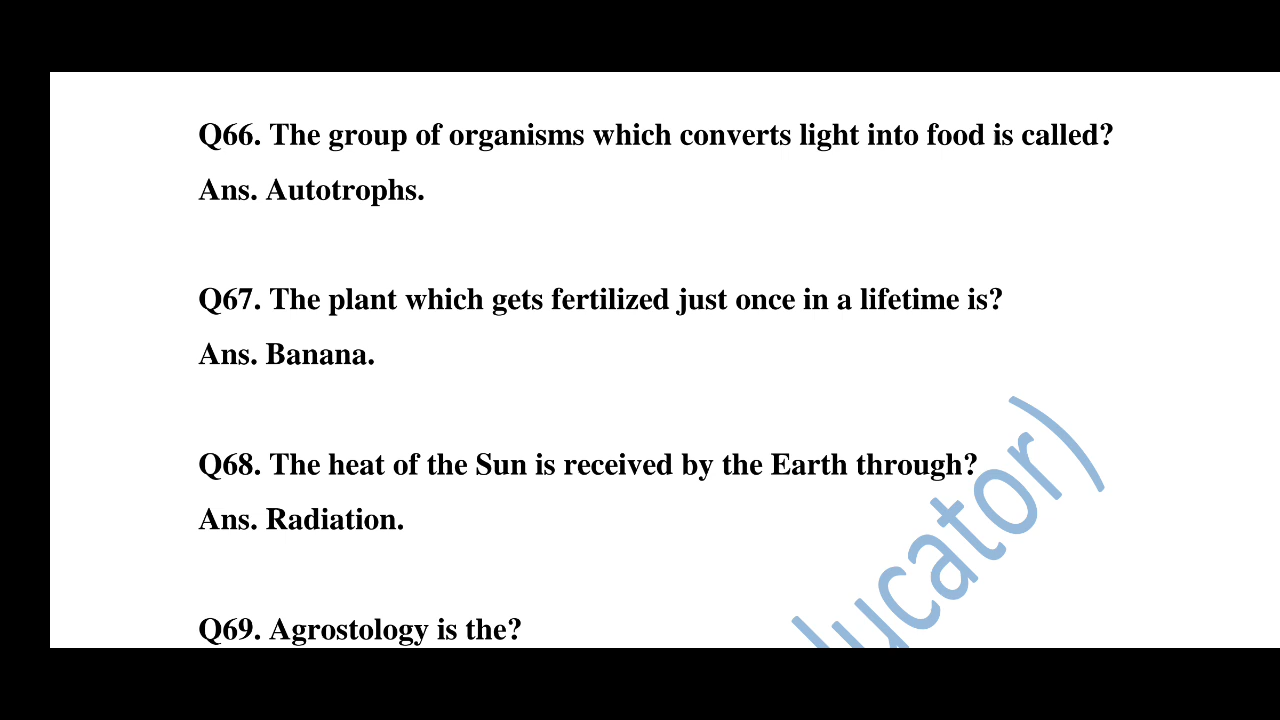 Q66. The group of organisms which converts light into food is called?
Ans. Autotrophs.
Q67. The plant which gets fertilized just once in a lifetime is?
Ans. Banana.
Q68. The heat of the Sun is received by the Earth through?
Ans. Radiation.
Q69. Agrostology is the?